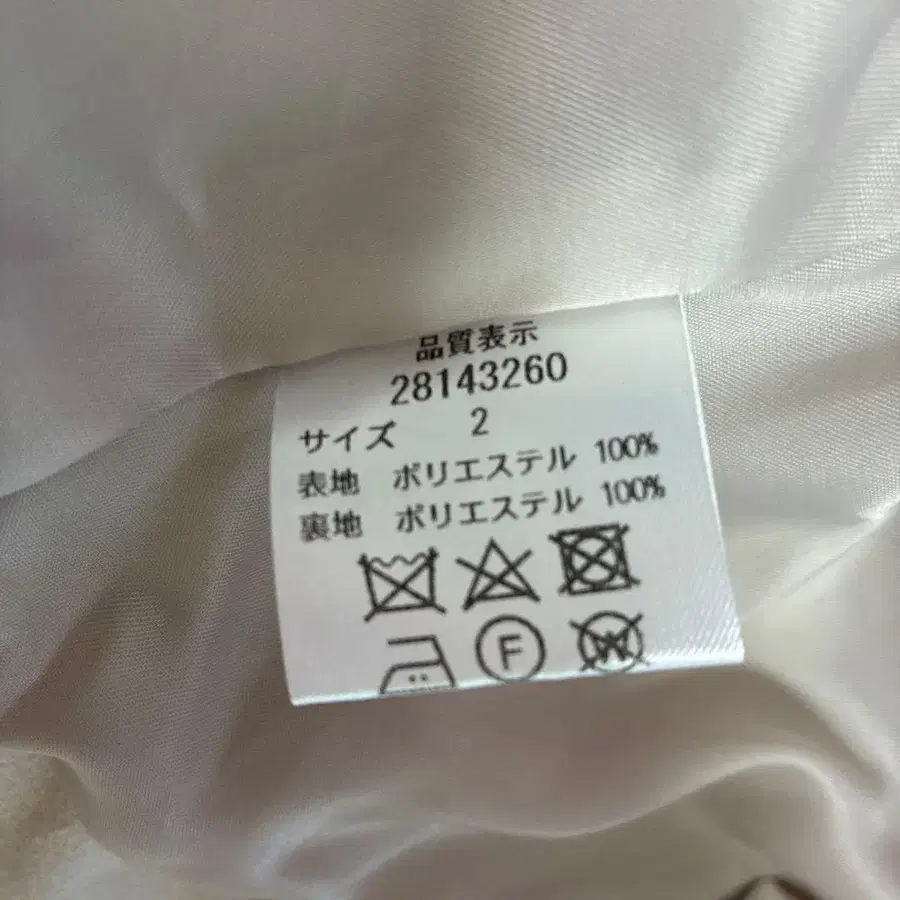 品質表示
28143260
サイズ 2
表地 ポリエステル 100%
裏地 ポリエステル 100%
F W